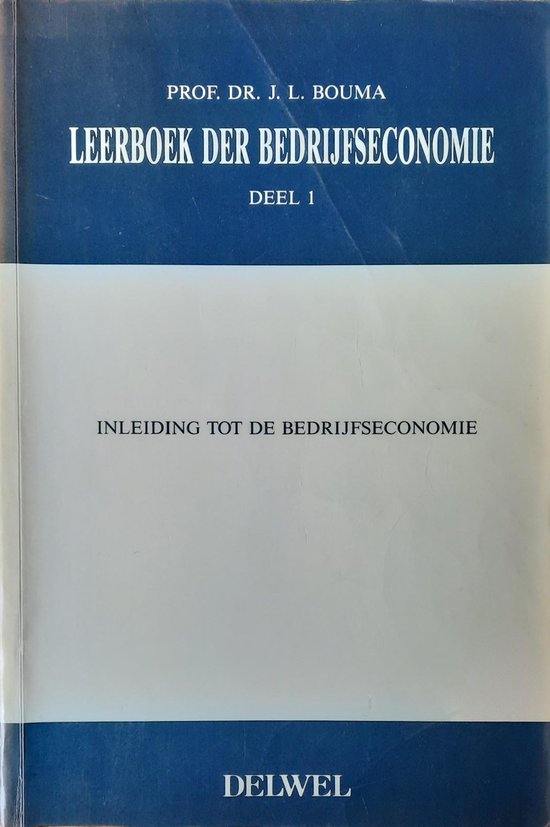 PROF. DR. J. L. BOUMA
LEERBOEK DER BEDRIJFSECONOMIE
DEEL 1
INLEIDING TOT DE BEDRIJFSECONOMIE
DELWEL